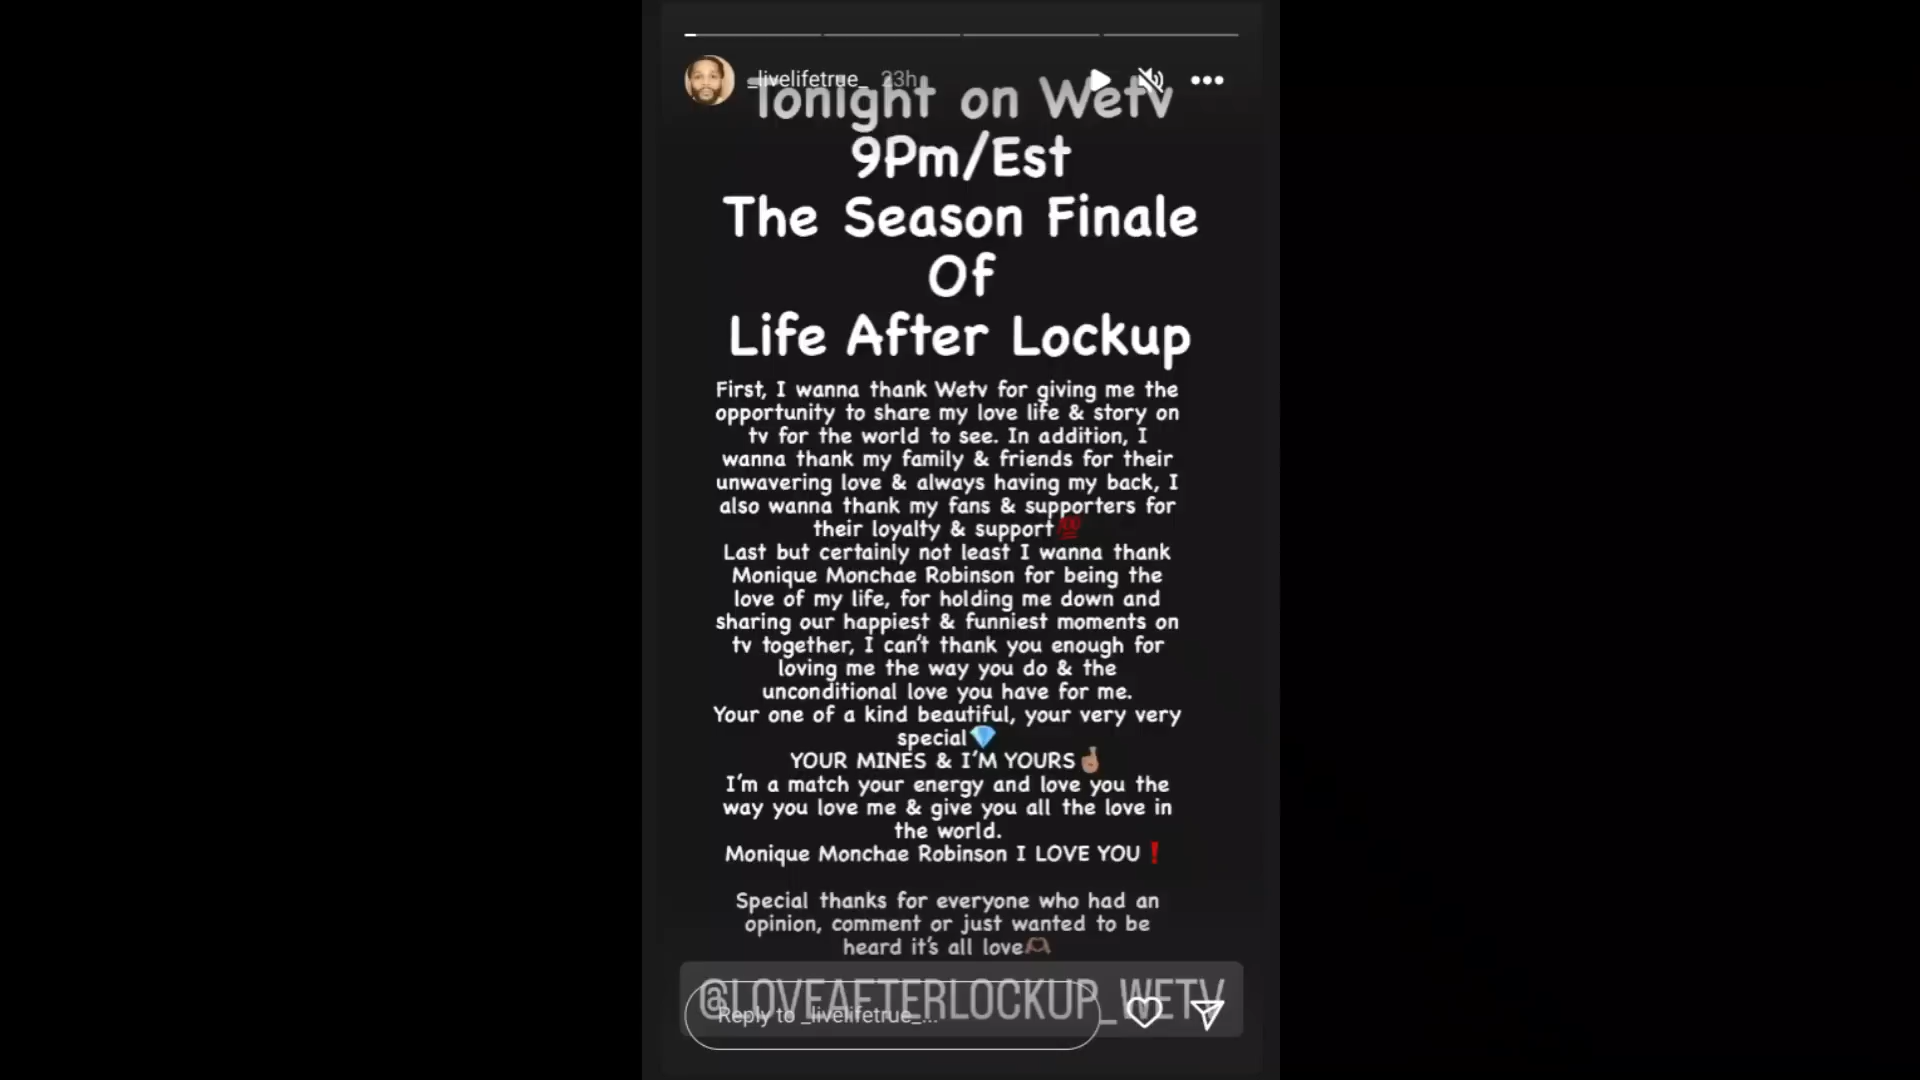 _livelifetrue_ 23h
Tonight on Wetv
9Pm/Est
The Season Finale
Of
Life After Lockup
First, I wanna thank Wetv for giving me the
opportunity to share my love life & story on
tv for the world to see. In addition, I
wanna thank my family & friends for their
unwavering love & always having my back, I
also wanna thank my fans & supporters for
their loyalty & support💯
Last but certainly not least I wanna thank
Monique Monchae Robinson for being the
love of my life, for holding me down and
sharing our happiest & funniest moments on
tv together, I can't thank you enough for
loving me the way you do & the
unconditional love you have for me.
Your one of a kind beautiful, your very very
special💎
YOUR MINES & I'M YOURS🤞🏽
I'm a match your energy and love you the
way you love me & give you all the love in
the world.
Monique Monchae Robinson I LOVE YOU❗
Special thanks for everyone who had an
opinion, comment or just wanted to be
heard it's all love🫶🏽
@LOVEAFTERLOCKUP_WETV
Reply to _livelifetrue_...